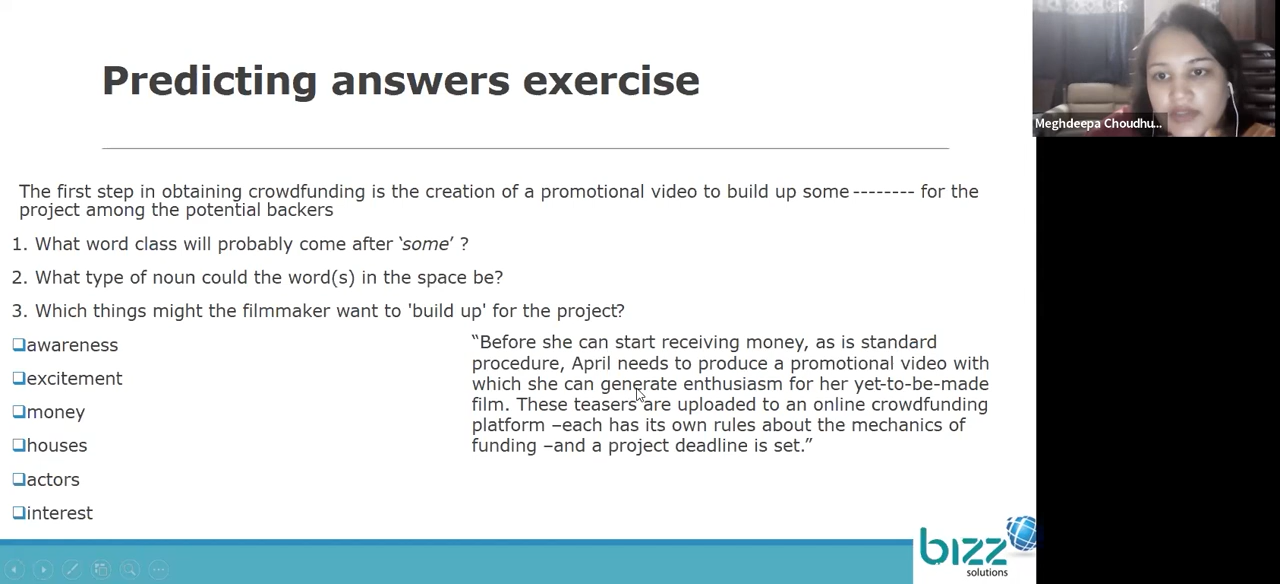 Predicting answers exercise
The first step in obtaining crowdfunding is the creation of a promotional video to build up some -------- for the
project among the potential backers
1. What word class will probably come after ‘some’ ?
2. What type of noun could the word(s) in the space be?
3. Which things might the filmmaker want to 'build up' for the project?
awareness
excitement
money
houses
actors
interest
“Before she can start receiving money, as is standard
procedure, April needs to produce a promotional video with
which she can generate enthusiasm for her yet-to-be-made
film. These teasers are uploaded to an online crowdfunding
platform –each has its own rules about the mechanics of
funding –and a project deadline is set.”
bizz
solutions
Meghdeepa Choudhu...